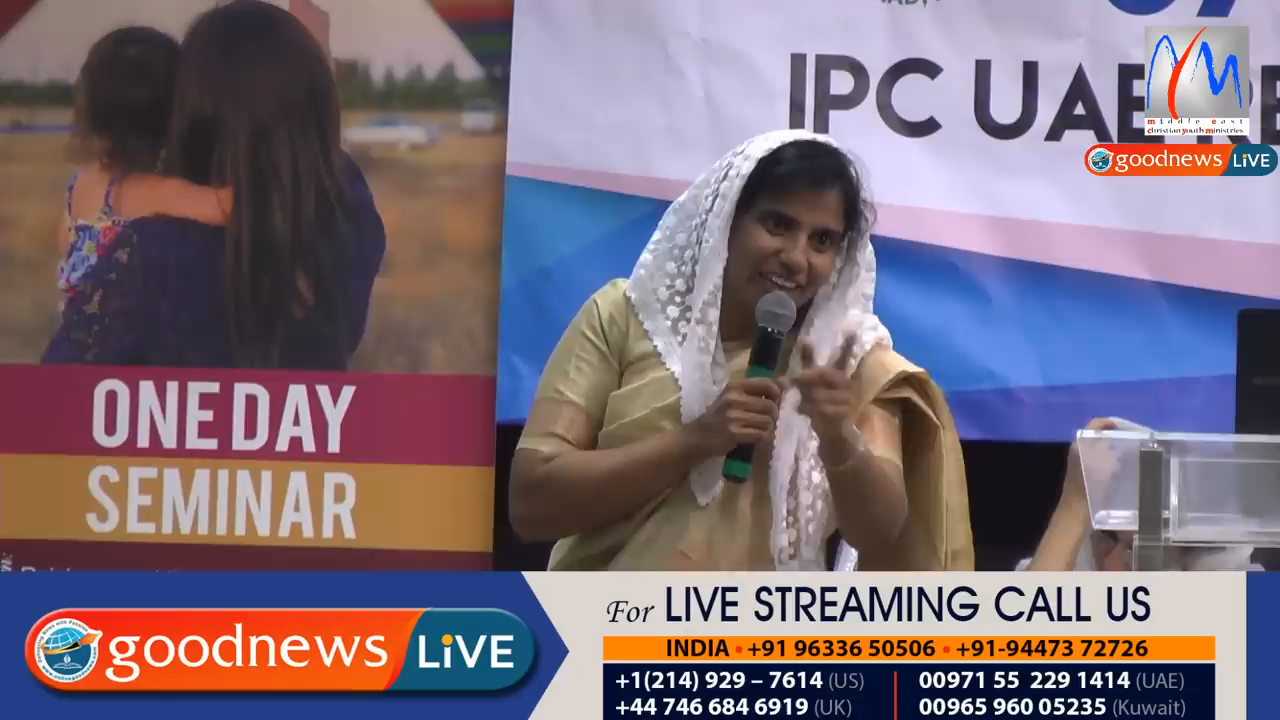 IPC UAE RE
middle east
christian youth ministries
goodnews LiVE
ONE DAY
SEMINAR
goodnews LiVE
For LIVE STREAMING CALL US
INDIA • +91 96336 50506 • +91-94473 72726
+1(214) 929 – 7614 (US)
00971 55 229 1414 (UAE)
+44 746 684 6919 (UK)
00965 960 05235 (Kuwait)